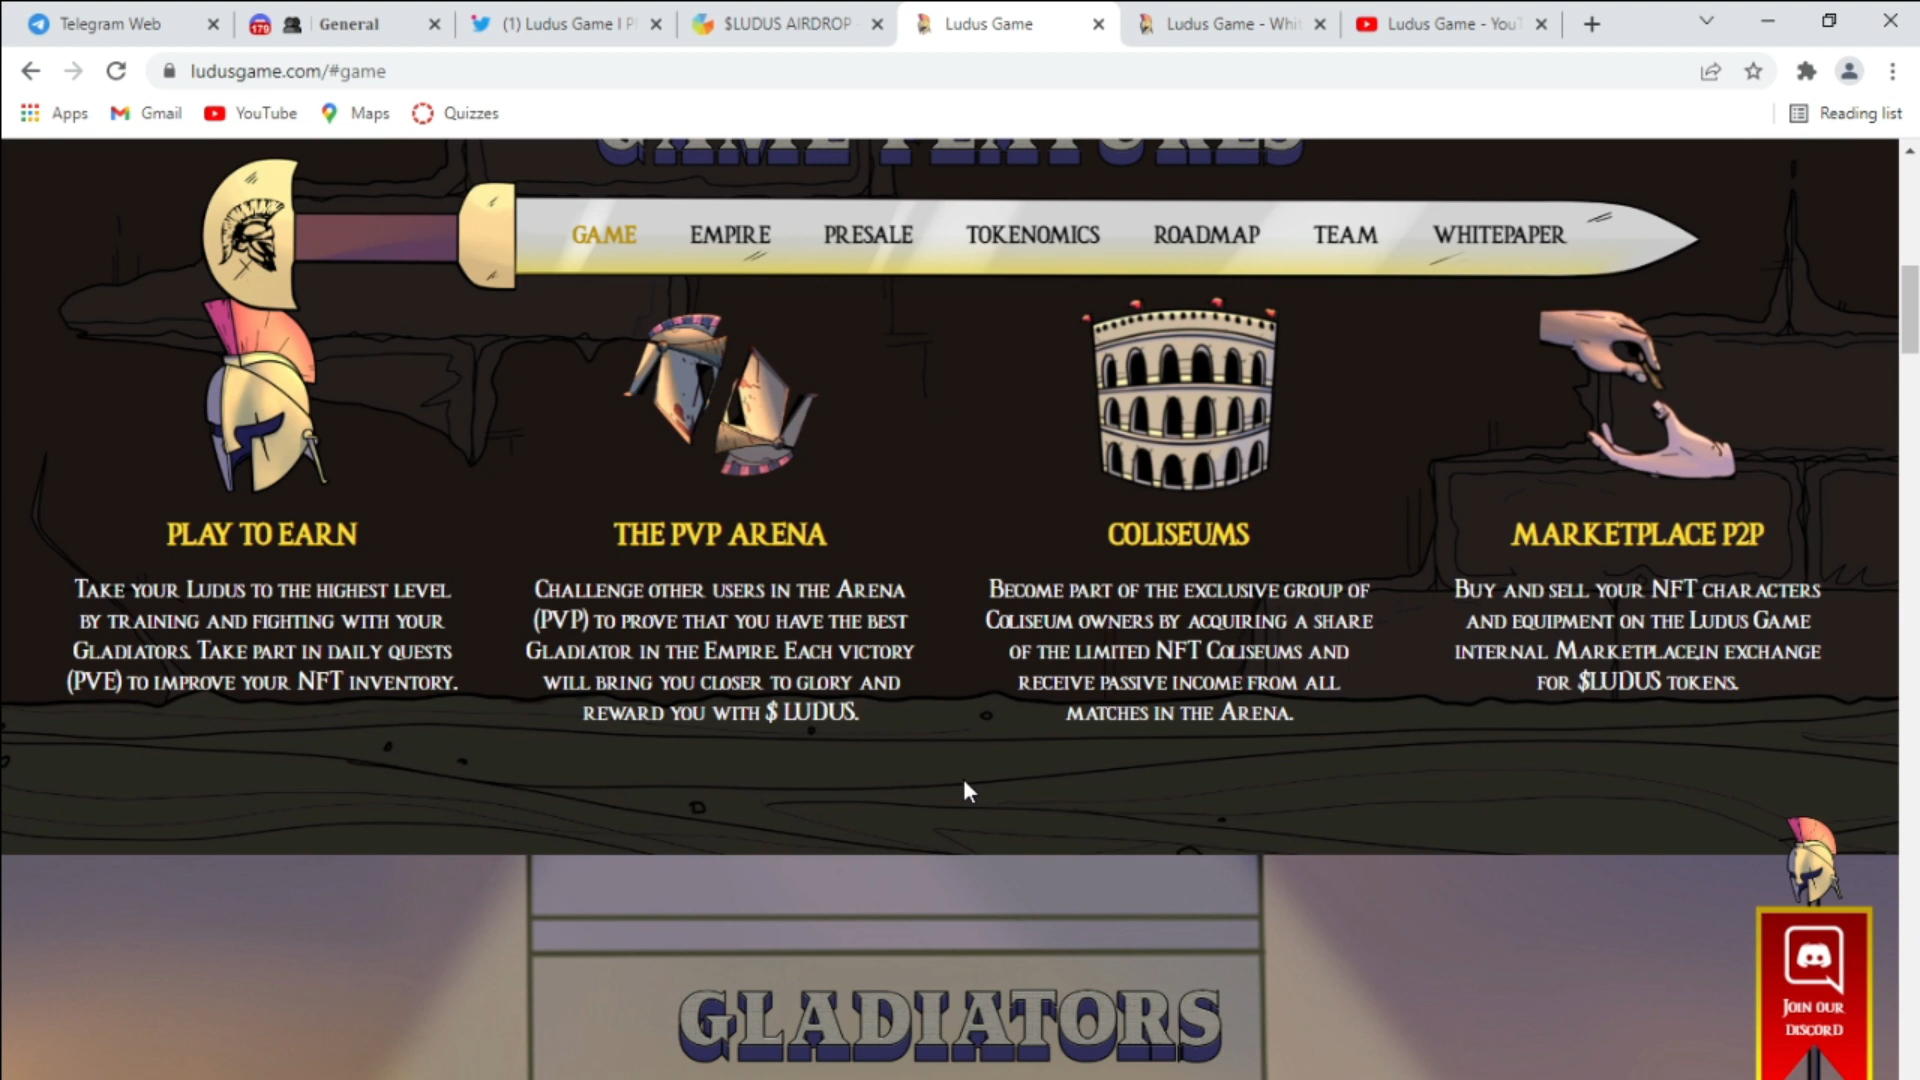 Telegram Web
179
General
(1) Ludus Game I P
$LUDUS AIRDROP
Ludus Game
Ludus Game - Whit
Ludus Game - YouT
ludusgame.com/#game
Apps
Gmail
YouTube
Maps
Quizzes
Reading list
GAME FEATURES
GAME
EMPIRE
PRESALE
TOKENOMICS
ROADMAP
TEAM
WHITEPAPER
PLAY TO EARN
TAKE YOUR LUDUS TO THE HIGHEST LEVEL
BY TRAINING AND FIGHTING WITH YOUR
GLADIATORS. TAKE PART IN DAILY QUESTS
(PVE) TO IMPROVE YOUR NFT INVENTORY.
THE PVP ARENA
CHALLENGE OTHER USERS IN THE ARENA
(PVP) TO PROVE THAT YOU HAVE THE BEST
GLADIATOR IN THE EMPIRE. EACH VICTORY
WILL BRING YOU CLOSER TO GLORY AND
REWARD YOU WITH $ LUDUS.
COLISEUMS
BECOME PART OF THE EXCLUSIVE GROUP OF
COLISEUM OWNERS BY ACQUIRING A SHARE
OF THE LIMITED NFT COLISEUMS AND
RECEIVE PASSIVE INCOME FROM ALL
MATCHES IN THE ARENA.
MARKETPLACE P2P
BUY AND SELL YOUR NFT CHARACTERS
AND EQUIPMENT ON THE LUDUS GAME
INTERNAL MARKETPLACE,IN EXCHANGE
FOR $LUDUS TOKENS.
GLADIATORS
JOIN OUR
DISCORD